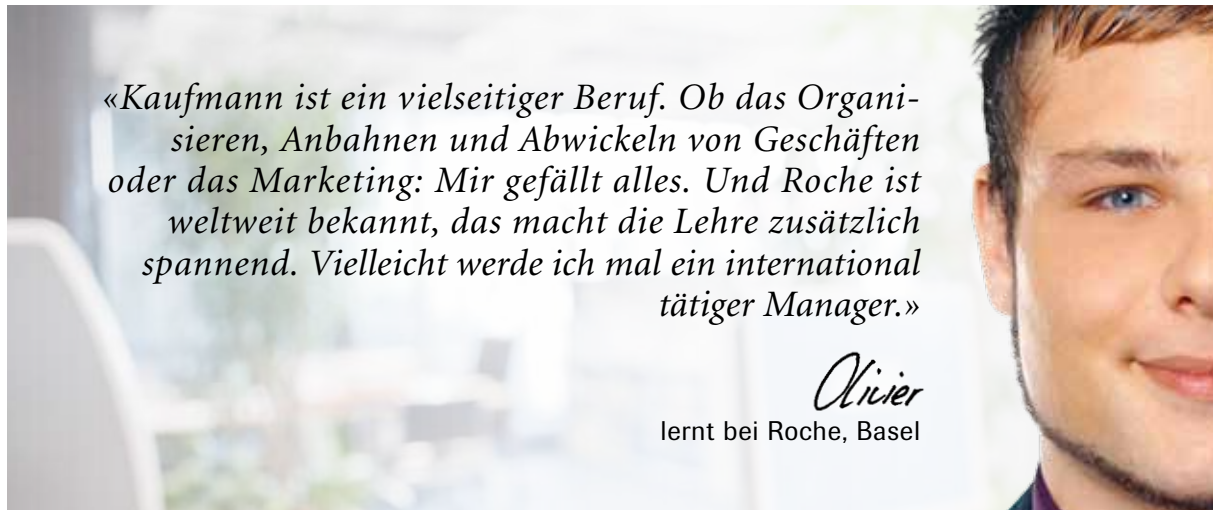 «Kaufmann ist ein vielseitiger Beruf. Ob das Organi-
sieren, Anbahnen und Abwickeln von Geschäften
oder das Marketing: Mir gefällt alles. Und Roche ist
weltweit bekannt, das macht die Lehre zusätzlich
spannend. Vielleicht werde ich mal ein international
tätiger Manager.»
Olivier
lernt bei Roche, Basel